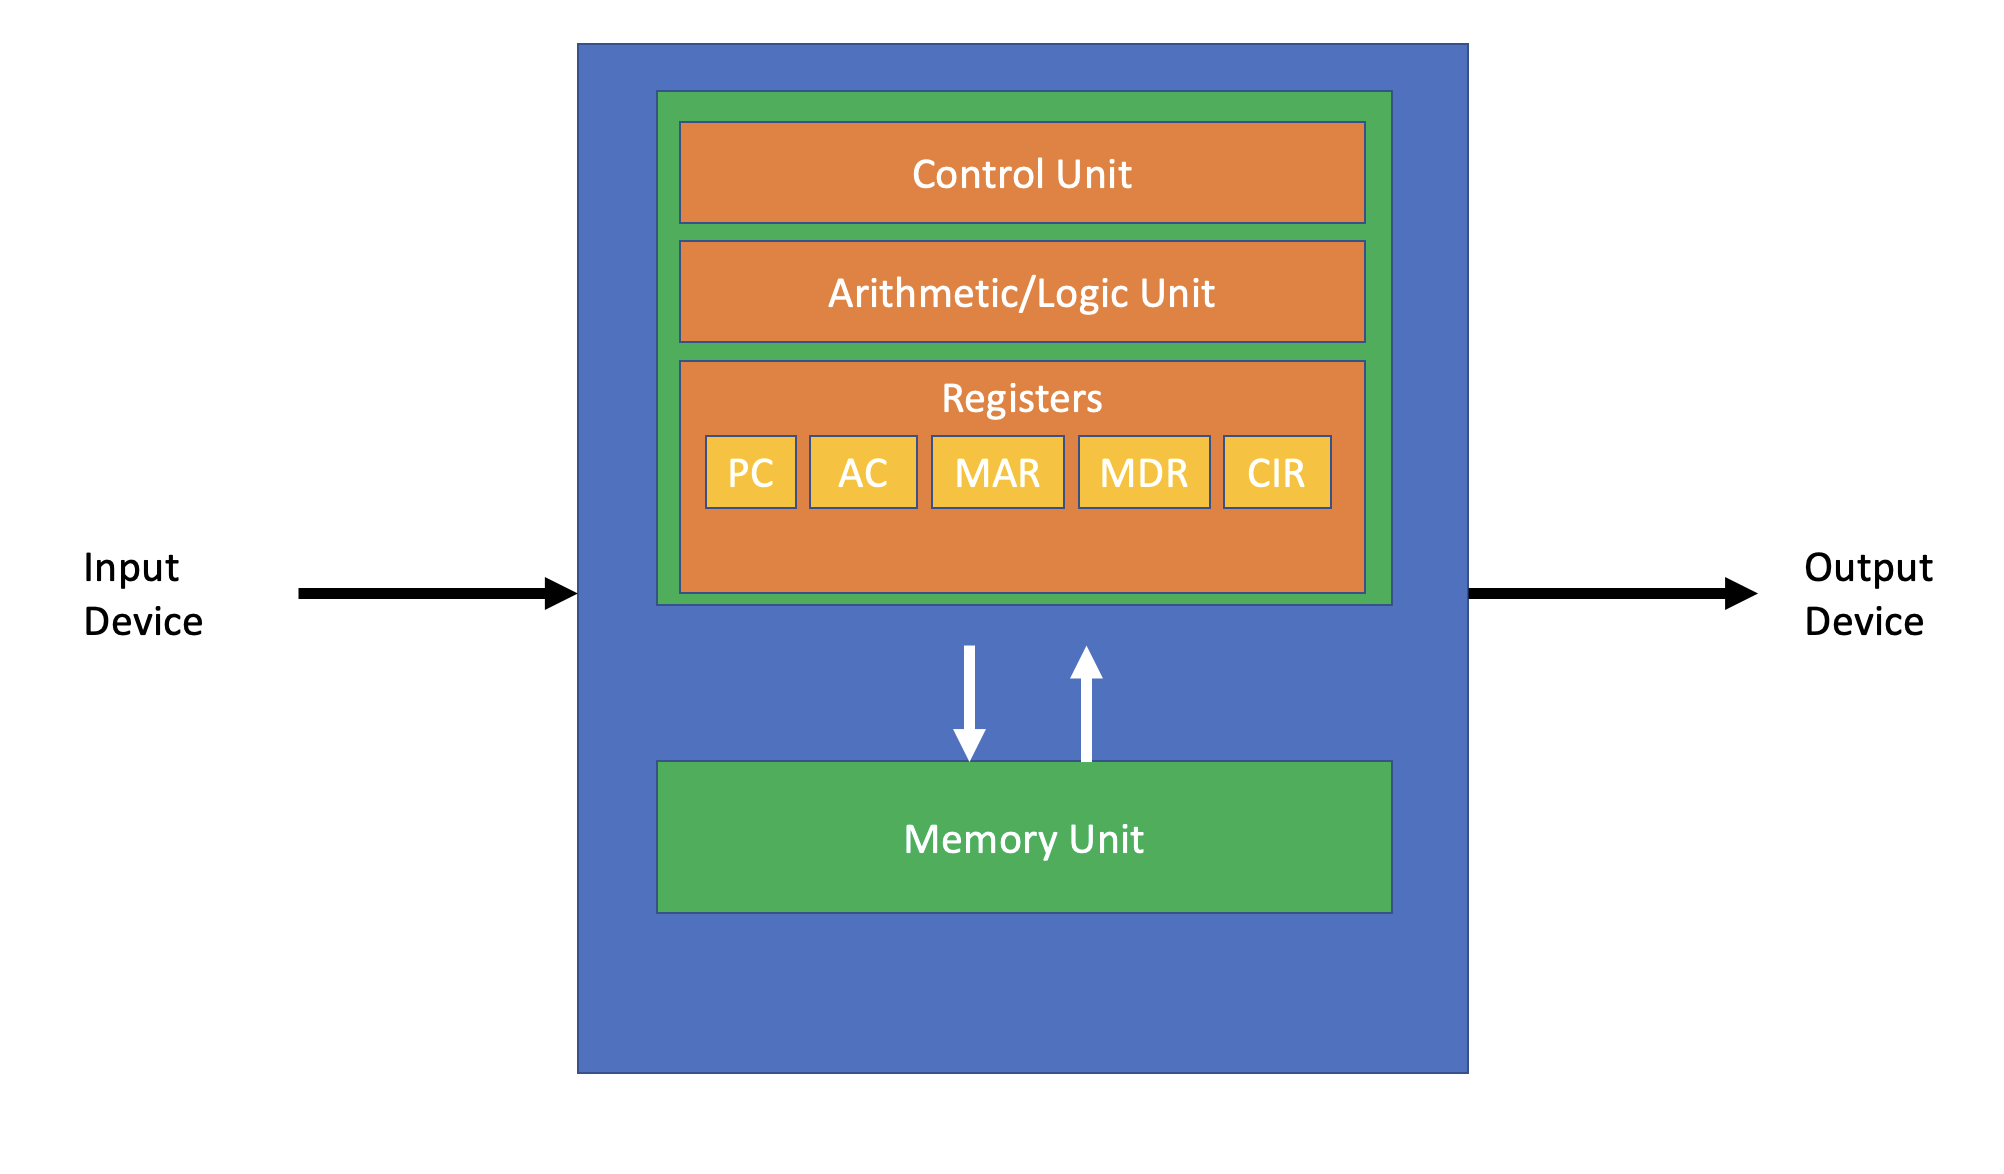 Control Unit
Arithmetic/Logic Unit
Registers
PC AC MAR MDR CIR
Input
Device
Output
Device
Memory Unit